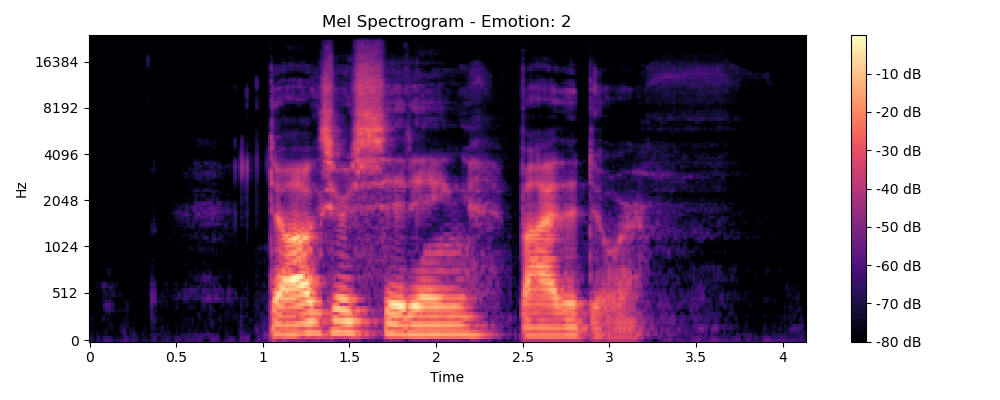 Mel Spectrogram - Emotion: 2
Hz
16384
8192
4096
2048
1024
512
0
0 0.5 1 1.5 2 2.5 3 3.5 4
Time
-10 dB
-20 dB
-30 dB
-40 dB
-50 dB
-60 dB
-70 dB
-80 dB